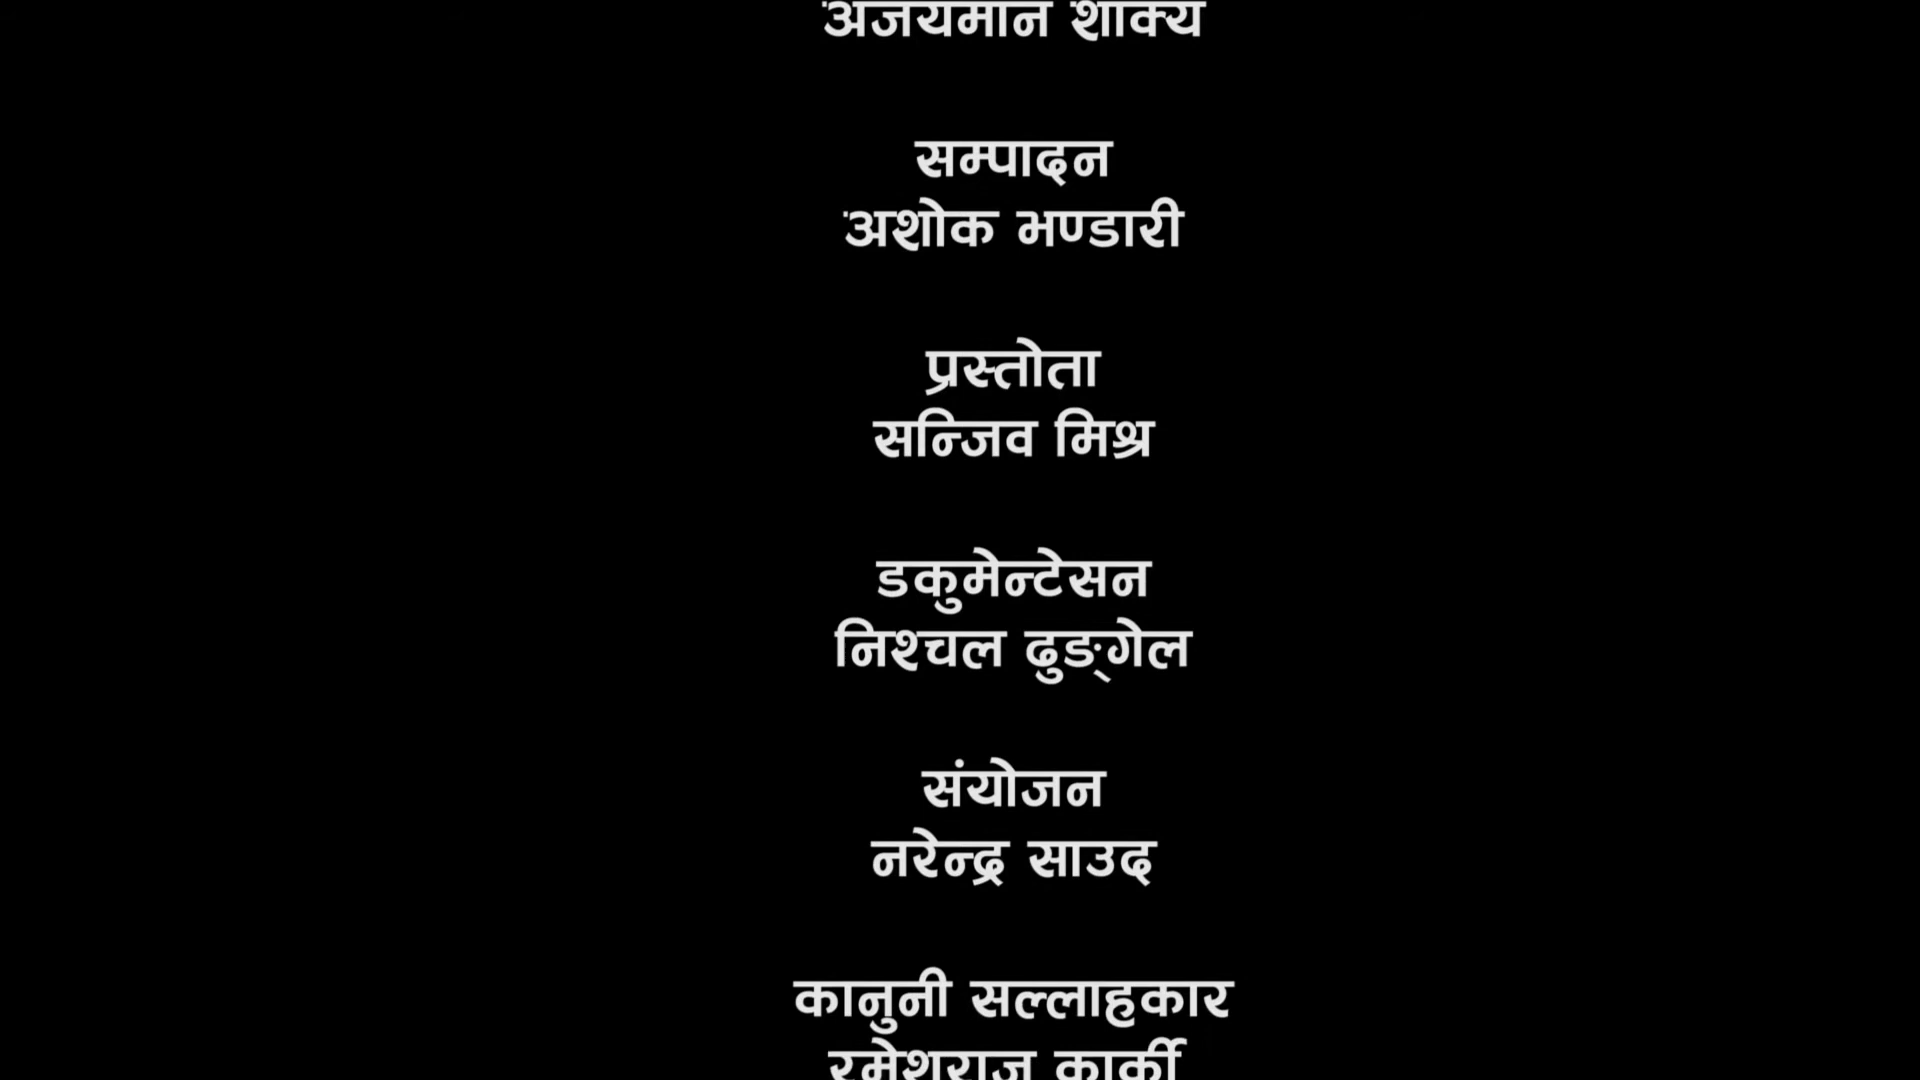 अजयमान शाक्य
सम्पादन
अशोक भण्डारी
प्रस्तोता
सन्जिव मिश्र
डकुमेन्टेसन
निश्चल ढुङ्गेल
संयोजन
नरेन्द्र साउद
कानुनी सल्लाहकार
रमेशराज कार्की